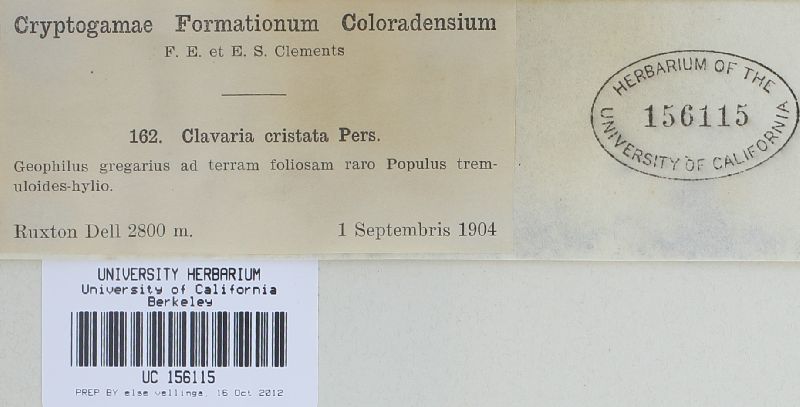 Cryptogamae Formationum Coloradensium
F. E. et E. S. Clements
162. Clavaria cristata Pers.
Geophilus gregarius ad terram foliosam raro Populus trem-
uloides-hylio.
Ruxton Dell 2800 m. 1 Septembris 1904
HERBARIUM OF THE
156115
UNIVERSITY OF CALIFORNIA
UNIVERSITY HERBARIUM
University of California
Berkeley
UC 156115
PREP BY else vellinga, 16 Oct 2012